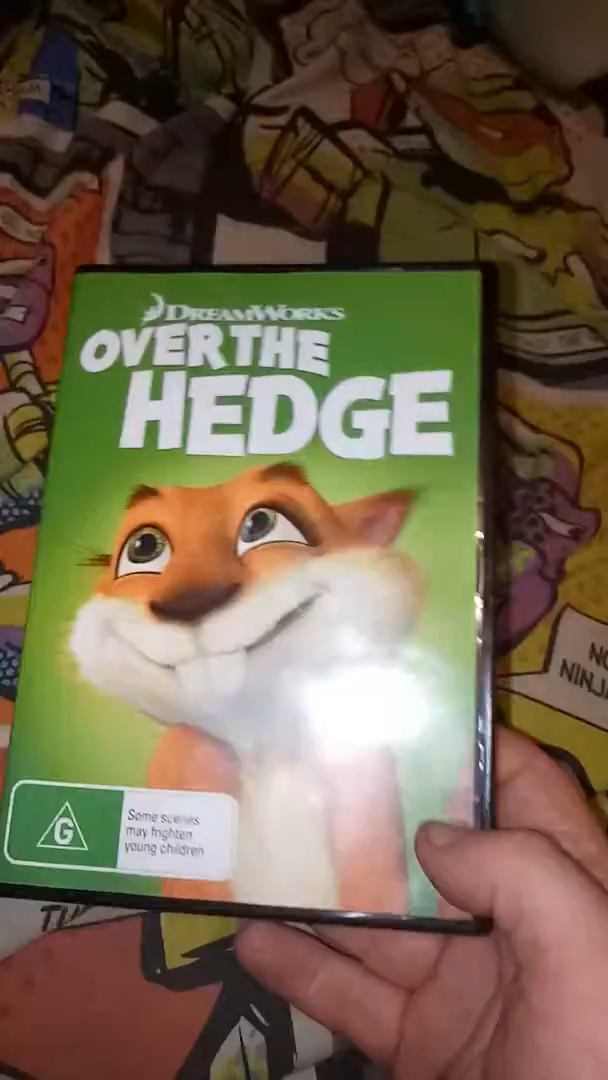 DREAMWORKS
OVER THE
HEDGE
G
Some scenes
may frighten
young children
NINJA